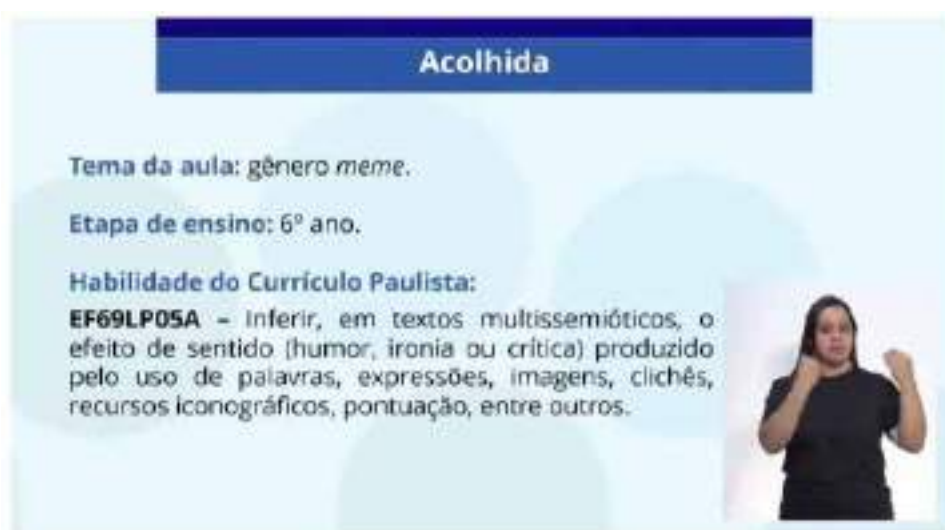 Acolhida
Tema da aula: gênero meme.
Etapa de ensino: 6º ano.
Habilidade do Currículo Paulista:
EF69LP05A – Inferir, em textos multissemióticos, o
efeito de sentido (humor, ironia ou crítica) produzido
pelo uso de palavras, expressões, imagens, clichês,
recursos iconográficos, pontuação, entre outros.